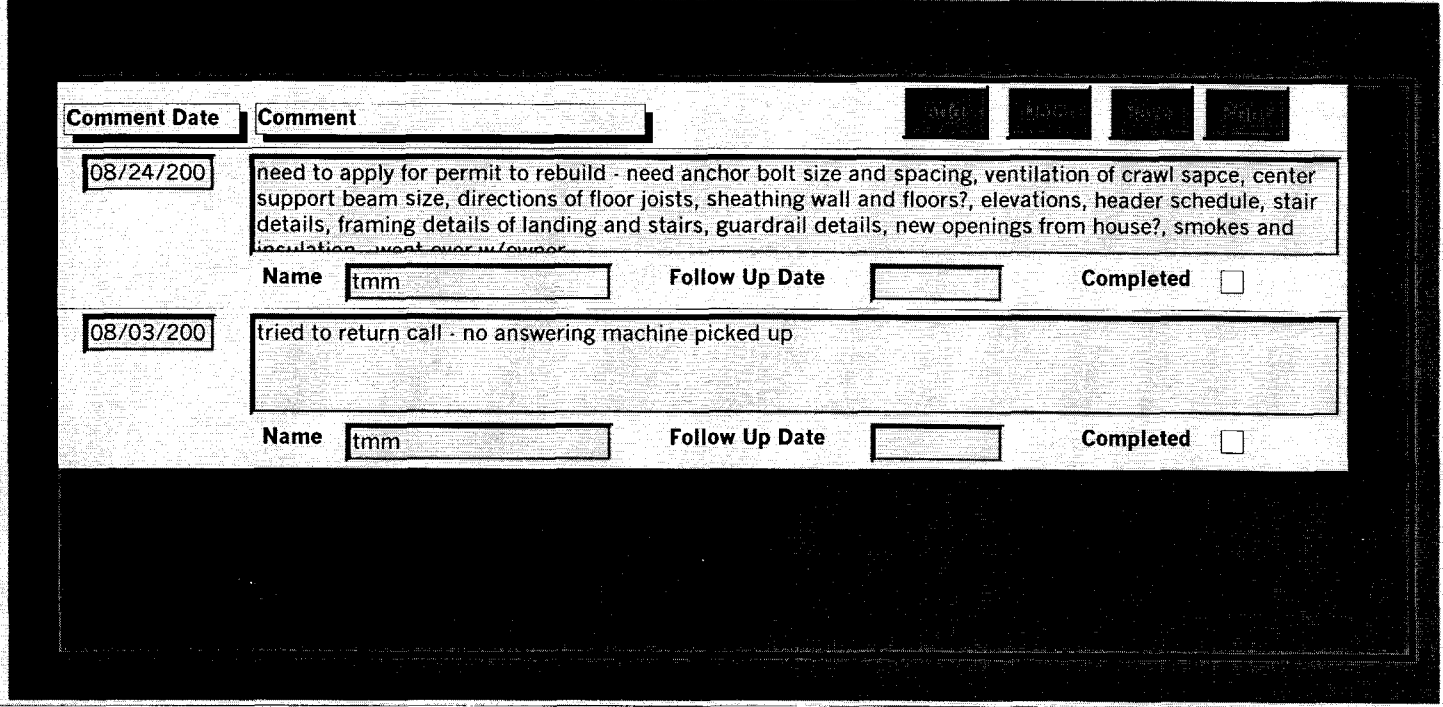 Comment Date Comment
08/24/200 need to apply for permit to rebuild - need anchor bolt size and spacing, ventilation of crawl sapce, center
support beam size, directions of floor joists, sheathing wall and floors?, elevations, header schedule, stair
details, framing details of landing and stairs, guardrail details, new openings from house?, smokes and
insulation - went over w/owner
Name tmm Follow Up Date Completed
08/03/200 tried to return call - no answering machine picked up
Name tmm Follow Up Date Completed